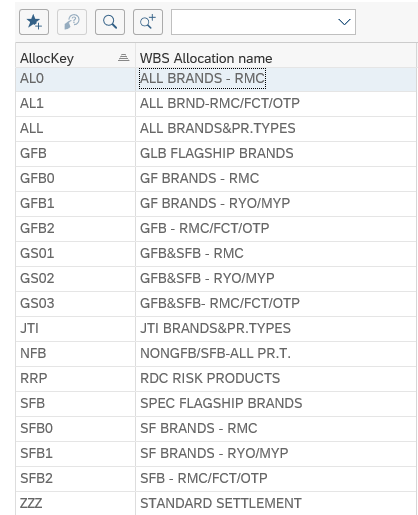 AllocKey WBS Allocation name
AL0 ALL BRANDS - RMC
AL1 ALL BRND-RMC/FCT/OTP
ALL ALL BRANDS&PR.TYPES
GFB GLB FLAGSHIP BRANDS
GFB0 GF BRANDS - RMC
GFB1 GF BRANDS - RYO/MYP
GFB2 GFB - RMC/FCT/OTP
GS01 GFB&SFB - RMC
GS02 GFB&SFB - RYO/MYP
GS03 GFB&SFB- RMC/FCT/OTP
JTI JTI BRANDS&PR.TYPES
NFB NONGFB/SFB-ALL PR.T.
RRP RDC RISK PRODUCTS
SFB SPEC FLAGSHIP BRANDS
SFB0 SF BRANDS - RMC
SFB1 SF BRANDS - RYO/MYP
SFB2 SFB - RMC/FCT/OTP
ZZZ STANDARD SETTLEMENT